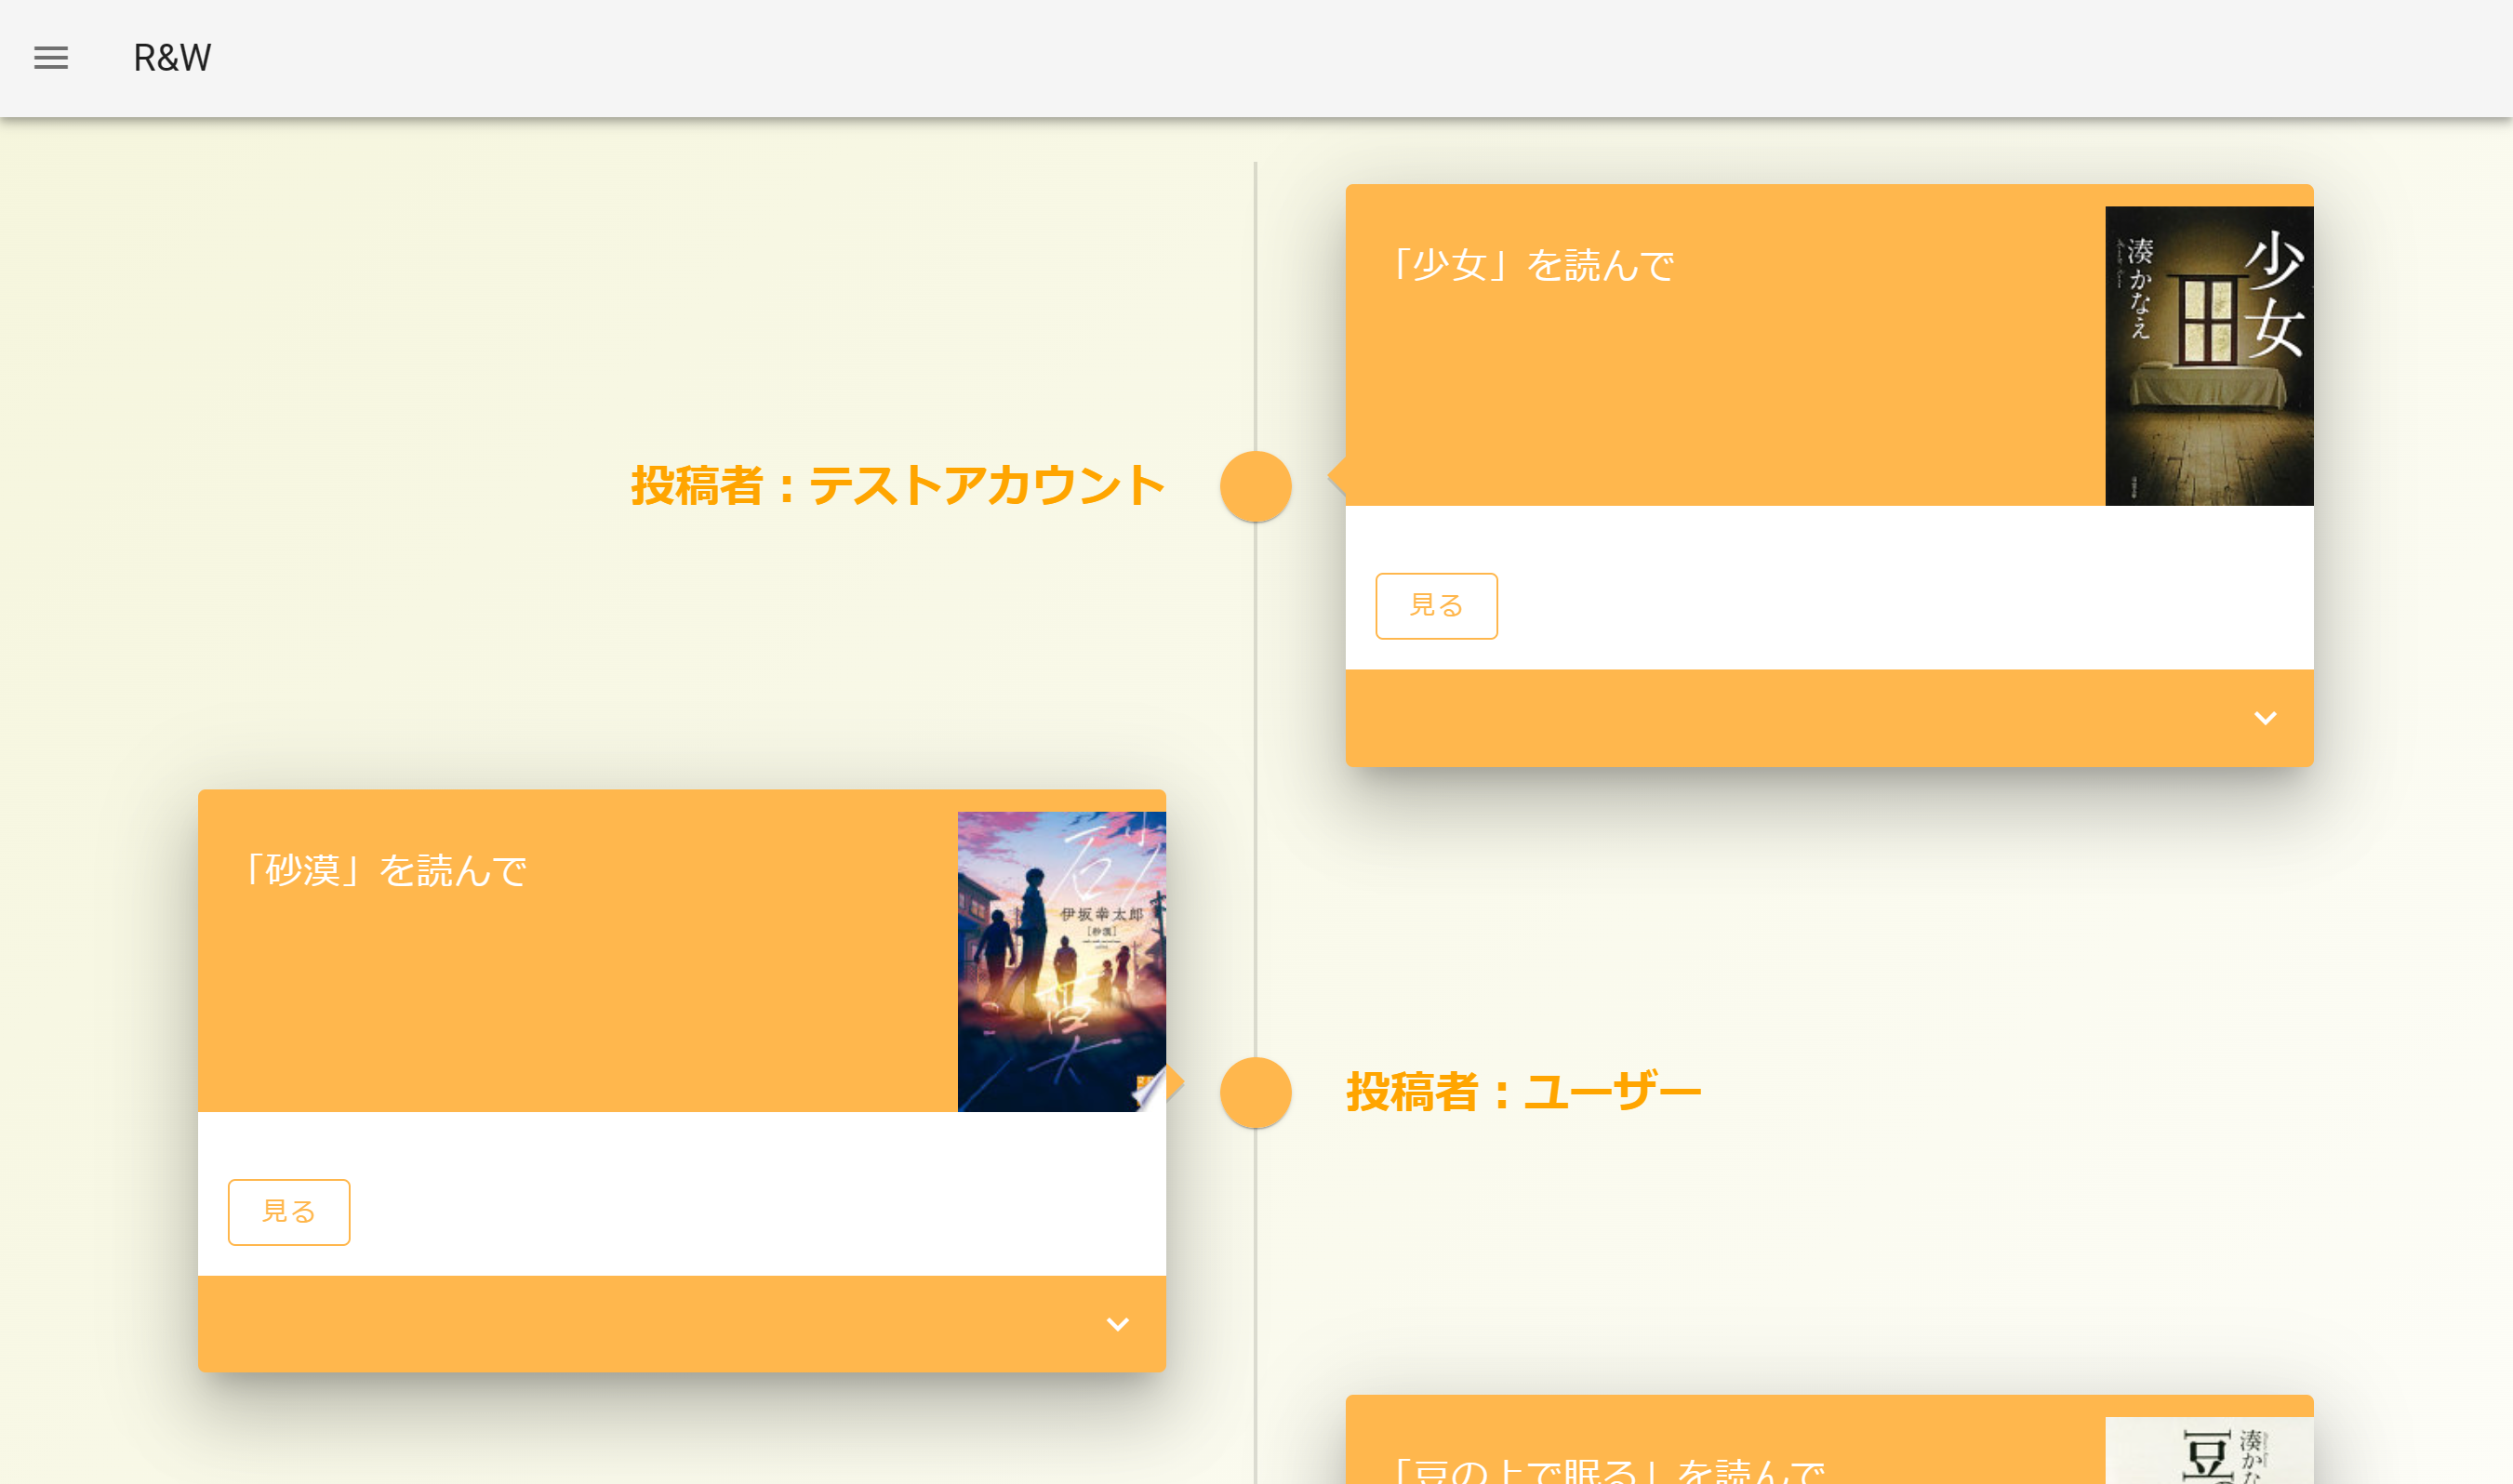 R&W
「少女」を読んで
少女
湊かなえ
投稿者：テストアカウント
見る
「砂漠」を読んで
砂漠
伊坂幸太郎
［砂漠］
投稿者：ユーザー
見る
「豆の上で眠る」を読んで
豆
湊かな